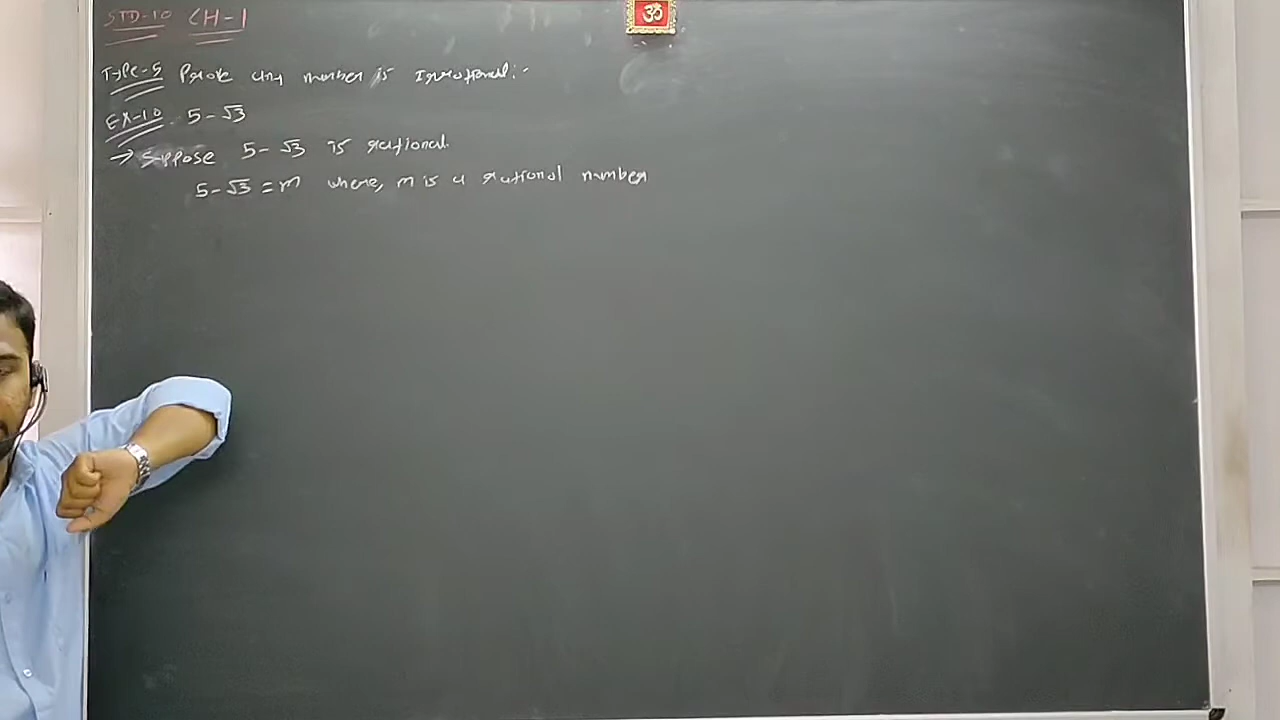 STD-10 CH-1
ॐ
Type-5 Prove any number is Irrational:-
EX-10. 5-√3
→ Suppose 5-√3 is rational.
5-√3 = m where, m is a rational number